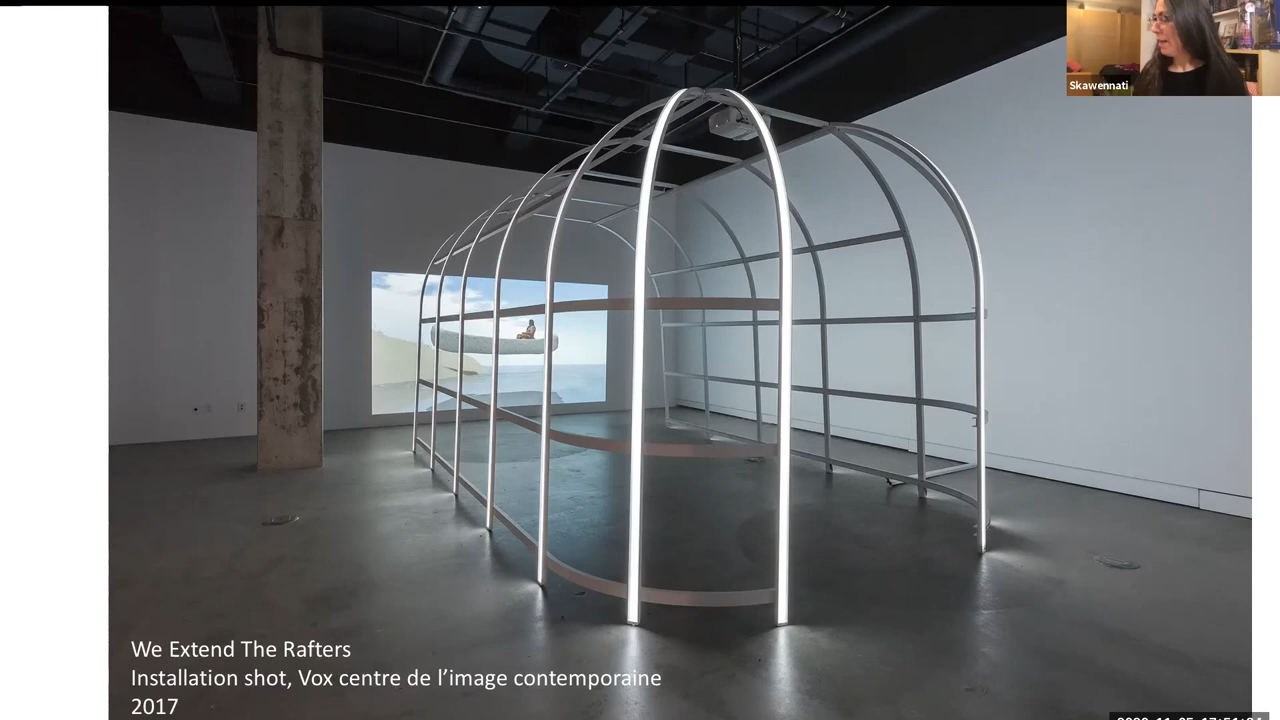 Skawennati
We Extend The Rafters
Installation shot, Vox centre de l’image contemporaine
2017